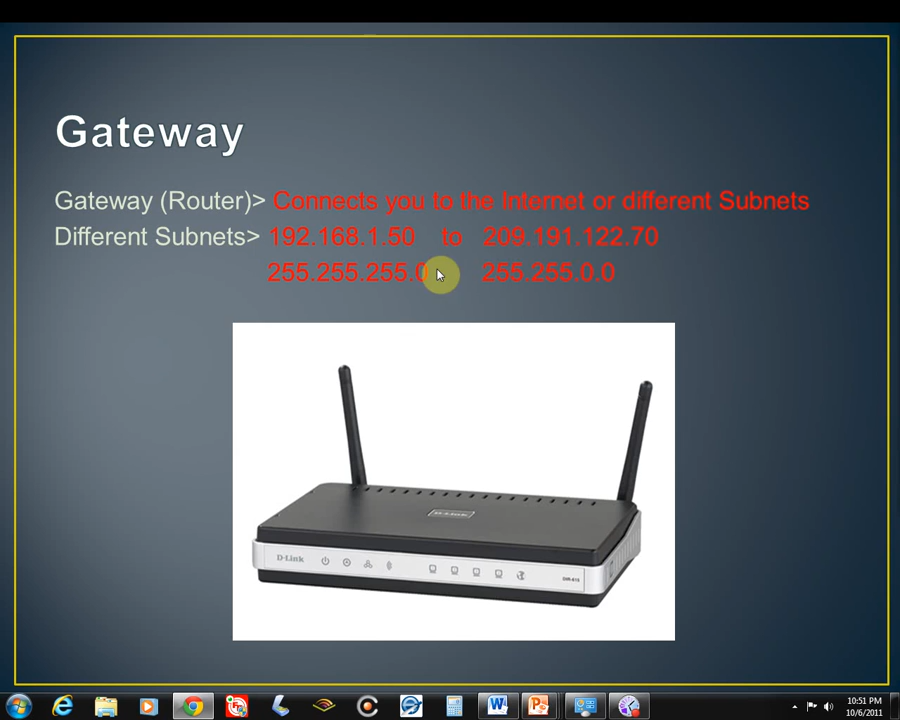 Gateway
Gateway (Router)> Connects you to the Internet or different Subnets
Different Subnets> 192.168.1.50 to 209.191.122.70
255.255.255.0 255.255.0.0
D-Link
D-Link
10:51 PM
10/6/2011